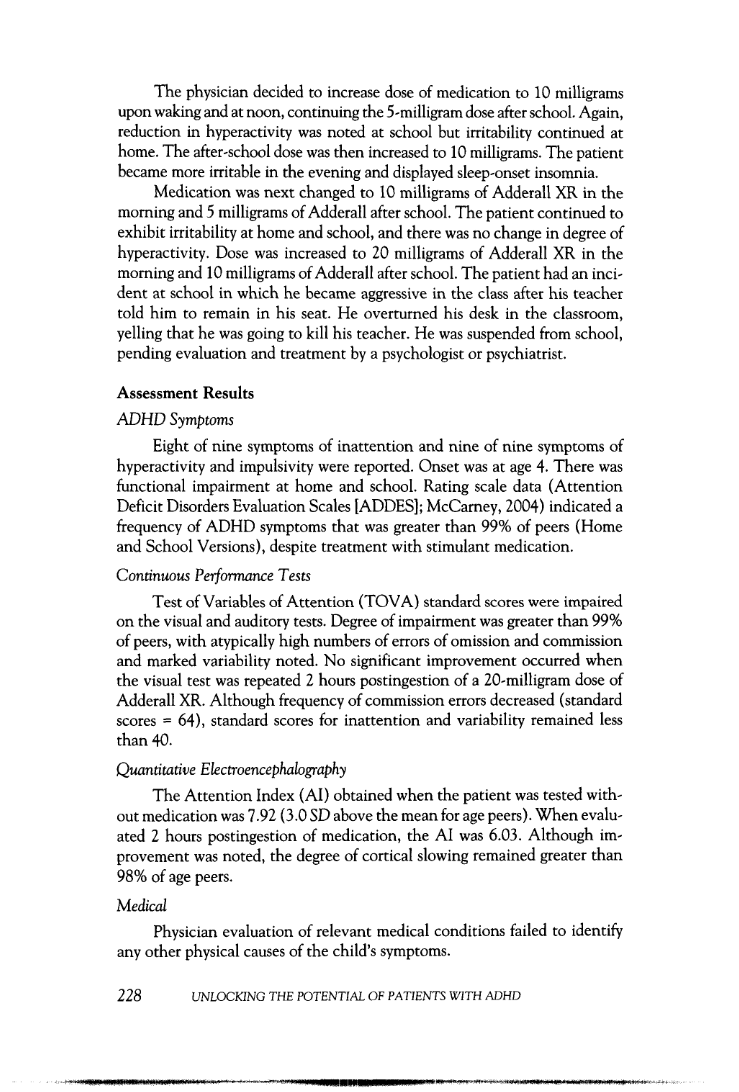 The physician decided to increase dose of medication to 10 milligrams
upon waking and at noon, continuing the 5-milligram dose after school. Again,
reduction in hyperactivity was noted at school but irritability continued at
home. The after-school dose was then increased to 10 milligrams. The patient
became more irritable in the evening and displayed sleep-onset insomnia.
Medication was next changed to 10 milligrams of Adderall XR in the
morning and 5 milligrams of Adderall after school. The patient continued to
exhibit irritability at home and school, and there was no change in degree of
hyperactivity. Dose was increased to 20 milligrams of Adderall XR in the
morning and 10 milligrams of Adderall after school. The patient had an inci-
dent at school in which he became aggressive in the class after his teacher
told him to remain in his seat. He overturned his desk in the classroom,
yelling that he was going to kill his teacher. He was suspended from school,
pending evaluation and treatment by a psychologist or psychiatrist.
Assessment Results
ADHD Symptoms
Eight of nine symptoms of inattention and nine of nine symptoms of
hyperactivity and impulsivity were reported. Onset was at age 4. There was
functional impairment at home and school. Rating scale data (Attention
Deficit Disorders Evaluation Scales [ADDES]; McCarney, 2004) indicated a
frequency of ADHD symptoms that was greater than 99% of peers (Home
and School Versions), despite treatment with stimulant medication.
Continuous Performance Tests
Test of Variables of Attention (TOVA) standard scores were impaired
on the visual and auditory tests. Degree of impairment was greater than 99%
of peers, with atypically high numbers of errors of omission and commission
and marked variability noted. No significant improvement occurred when
the visual test was repeated 2 hours postingestion of a 20-milligram dose of
Adderall XR. Although frequency of commission errors decreased (standard
scores = 64), standard scores for inattention and variability remained less
than 40.
Quantitative Electroencephalography
The Attention Index (AI) obtained when the patient was tested with-
out medication was 7.92 (3.0 SD above the mean for age peers). When evalu-
ated 2 hours postingestion of medication, the AI was 6.03. Although im-
provement was noted, the degree of cortical slowing remained greater than
98% of age peers.
Medical
Physician evaluation of relevant medical conditions failed to identify
any other physical causes of the child's symptoms.
228 UNLOCKING THE POTENTIAL OF PATIENTS WITH ADHD